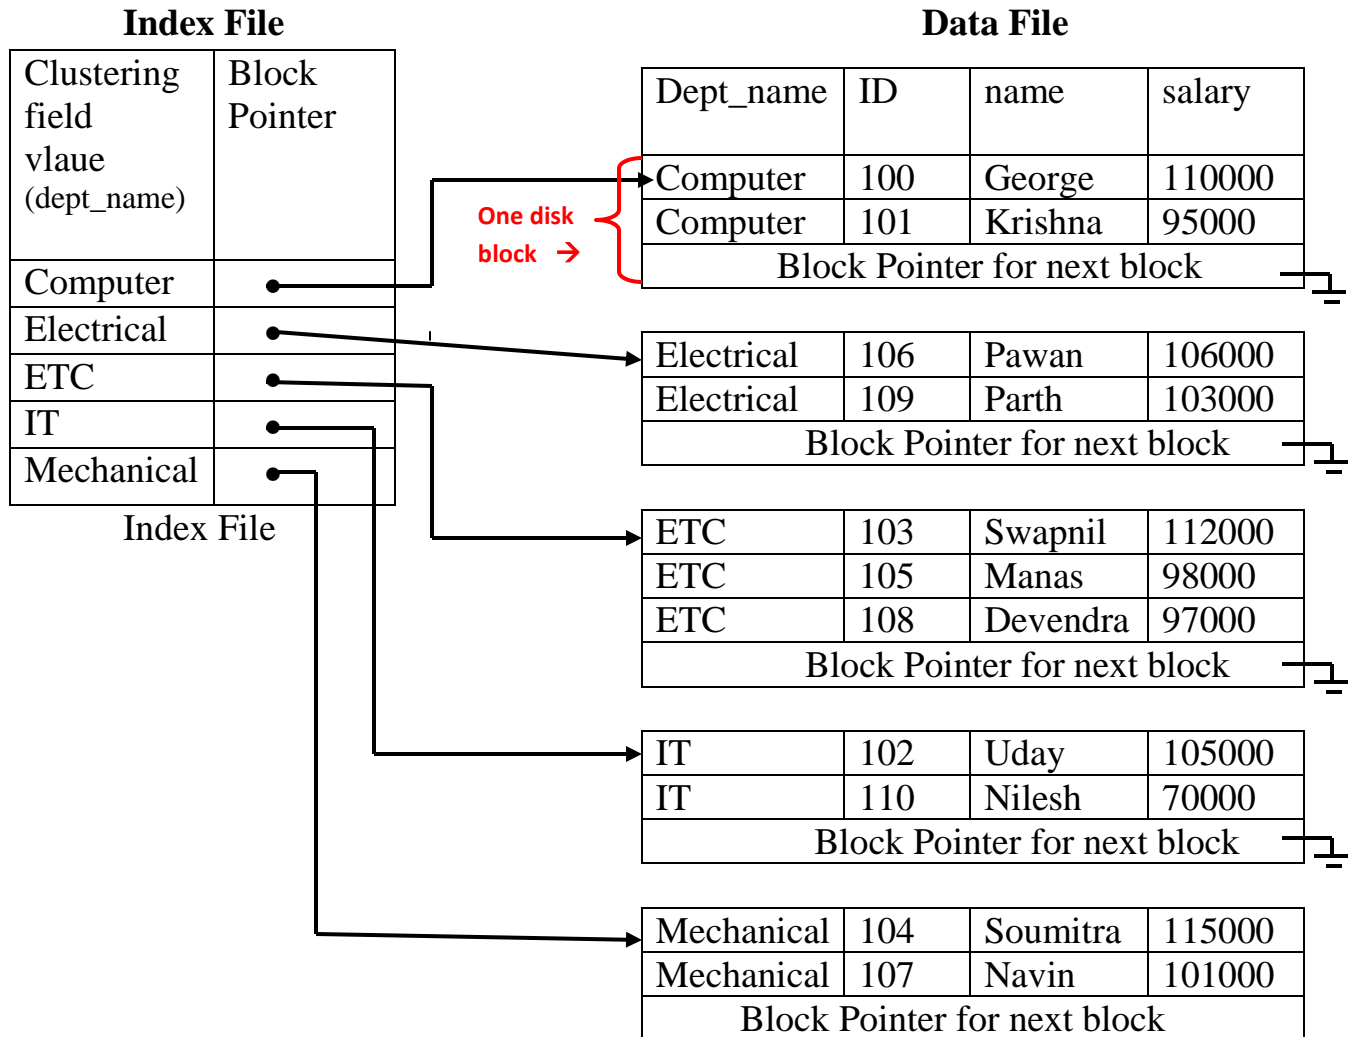 Index File
Clustering field vlaue (dept_name) Block Pointer
Computer
Electrical
ETC
IT
Mechanical
Index File
Data File
Dept_name ID name salary
Computer 100 George 110000
Computer 101 Krishna 95000
Block Pointer for next block
One disk
block →
Electrical 106 Pawan 106000
Electrical 109 Parth 103000
Block Pointer for next block
ETC 103 Swapnil 112000
ETC 105 Manas 98000
ETC 108 Devendra 97000
Block Pointer for next block
IT 102 Uday 105000
IT 110 Nilesh 70000
Block Pointer for next block
Mechanical 104 Soumitra 115000
Mechanical 107 Navin 101000
Block Pointer for next block